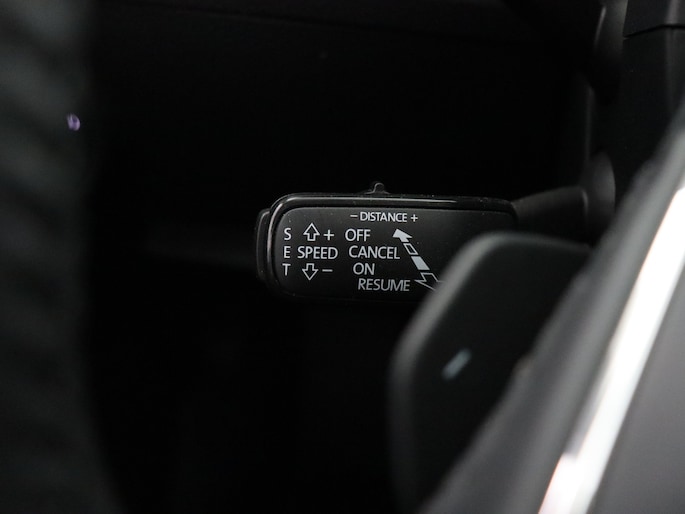 − DISTANCE +
S + OFF
E SPEED CANCEL
T − ON
RESUME